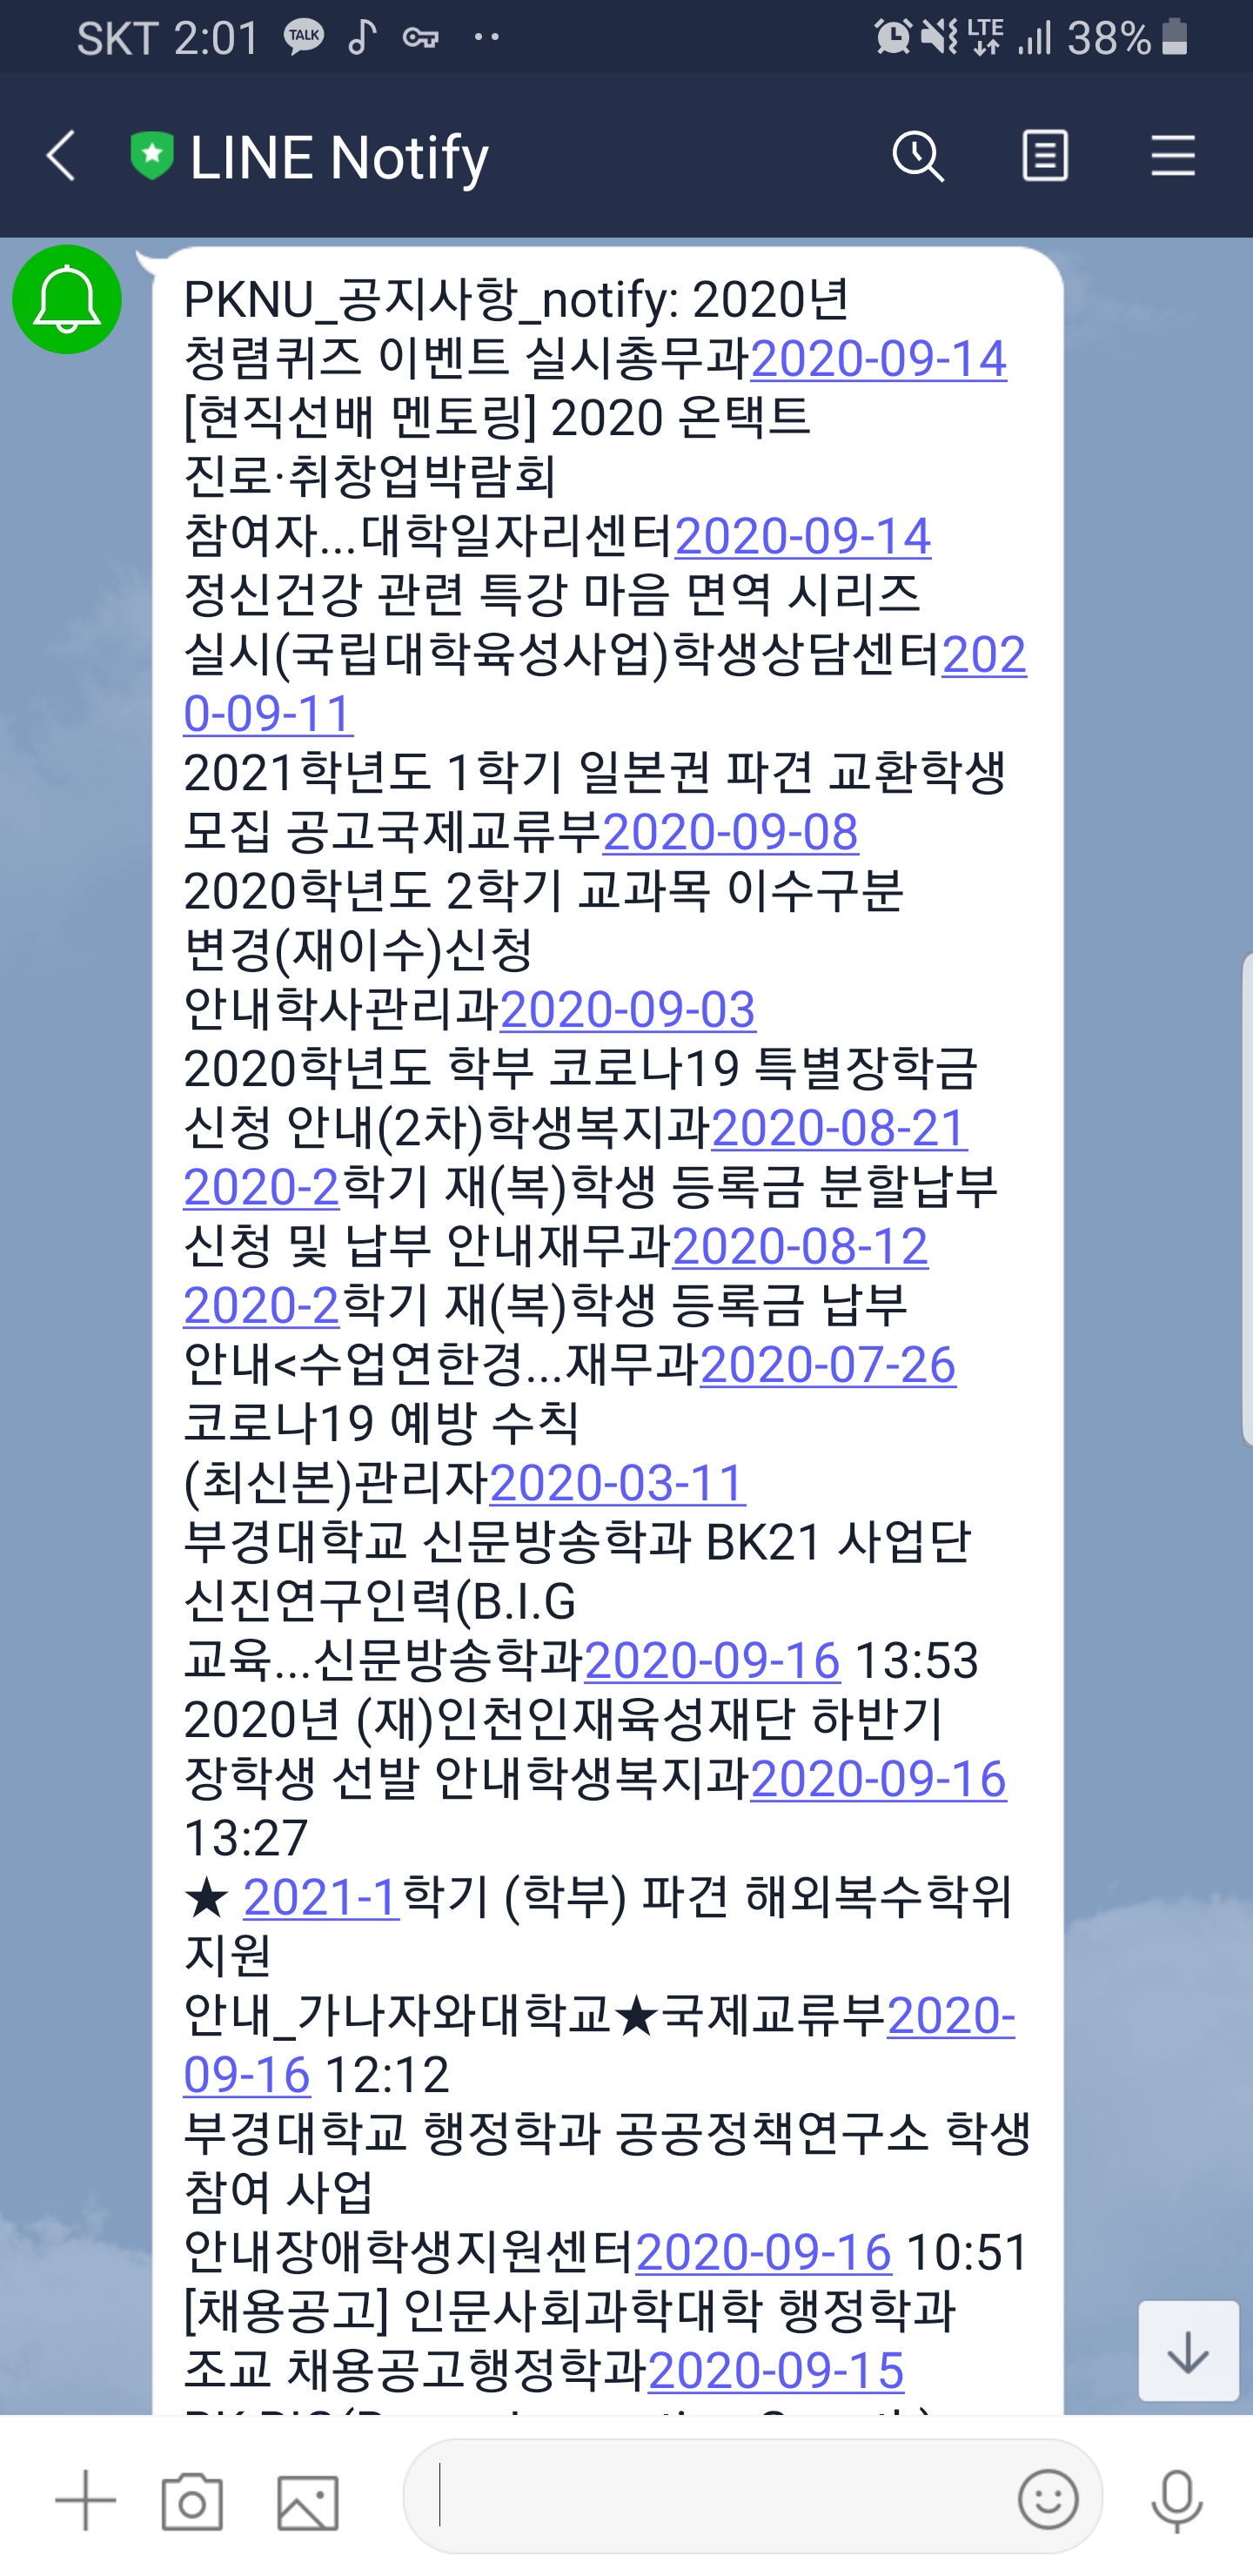 SKT 2:01 TALK LTE 38%
LINE Notify
PKNU_공지사항_notify: 2020년
청렴퀴즈 이벤트 실시총무과2020-09-14
[현직선배 멘토링] 2020 온택트
진로·취창업박람회
참여자...대학일자리센터2020-09-14
정신건강 관련 특강 마음 면역 시리즈
실시(국립대학육성사업)학생상담센터202
0-09-11
2021학년도 1학기 일본권 파견 교환학생
모집 공고국제교류부2020-09-08
2020학년도 2학기 교과목 이수구분
변경(재이수)신청
안내학사관리과2020-09-03
2020학년도 학부 코로나19 특별장학금
신청 안내(2차)학생복지과2020-08-21
2020-2학기 재(복)학생 등록금 분할납부
신청 및 납부 안내재무과2020-08-12
2020-2학기 재(복)학생 등록금 납부
안내<수업연한경...재무과2020-07-26
코로나19 예방 수칙
(최신본)관리자2020-03-11
부경대학교 신문방송학과 BK21 사업단
신진연구인력(B.I.G
교육...신문방송학과2020-09-16 13:53
2020년 (재)인천인재육성재단 하반기
장학생 선발 안내학생복지과2020-09-16
13:27
★ 2021-1학기 (학부) 파견 해외복수학위
지원
안내_가나자와대학교★국제교류부2020-
09-16 12:12
부경대학교 행정학과 공공정책연구소 학생
참여 사업
안내장애학생지원센터2020-09-16 10:51
[채용공고] 인문사회과학대학 행정학과
조교 채용공고행정학과2020-09-15